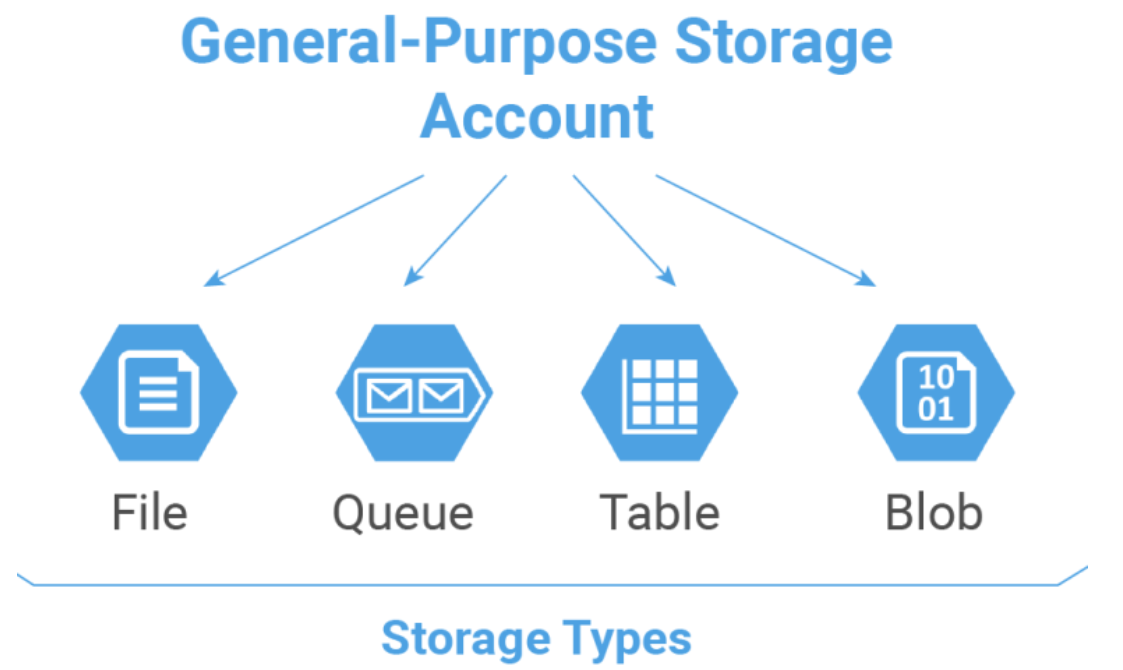 General-Purpose Storage
Account
File
Queue
Table
10
01
Blob
Storage Types